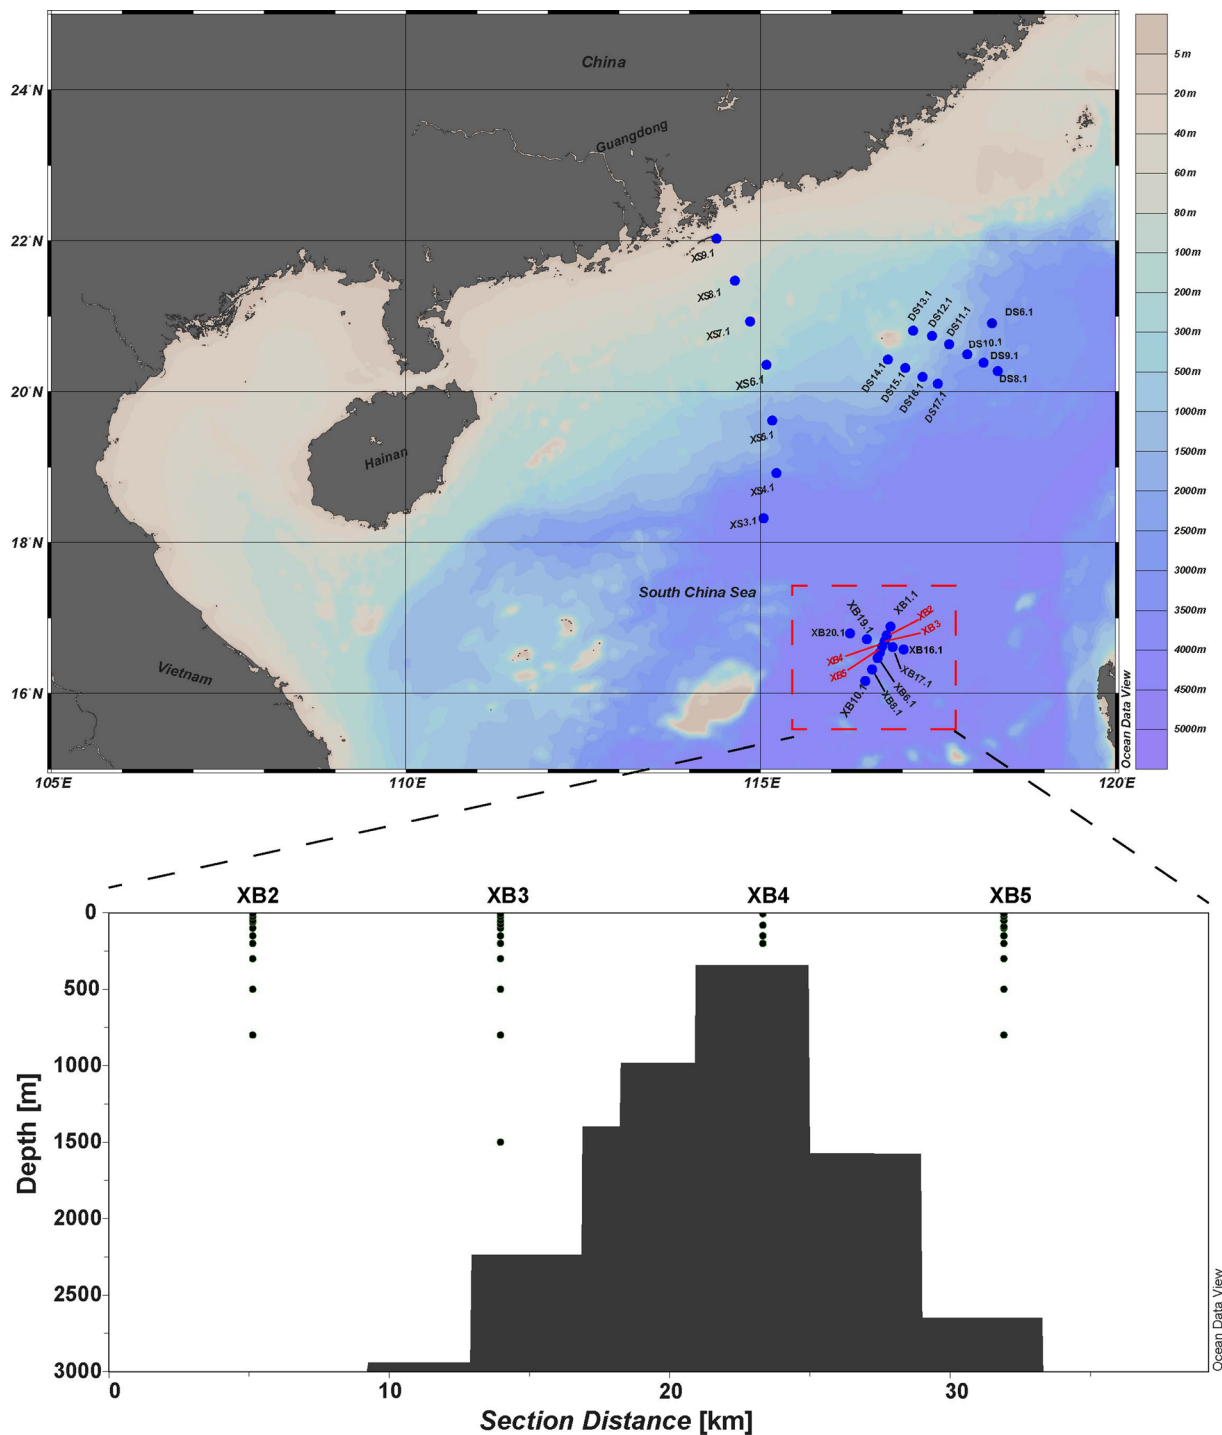 China
Guangdong
Hainan
Vietnam
South China Sea
24°N
22°N
20°N
18°N
16°N
105°E
110°E
115°E
120°E
XS9.1
XS8.1
XS7.1
XS6.1
XS5.1
XS4.1
XS3.1
DS13.1
DS12.1
DS11.1
DS6.1
DS10.1
DS9.1
DS8.1
DS14.1
DS15.1
DS16.1
DS17.1
XB1.1
XB2
XB3
XB19.1
XB20.1
XB4
XB5
XB16.1
XB17.1
XB6.1
XB8.1
XB10.1
Ocean Data View
5m
20m
40m
60m
80m
100m
200m
300m
500m
1000m
1500m
2000m
2500m
3000m
3500m
4000m
4500m
5000m
XB2 XB3 XB4 XB5
0
500
1000
1500
2000
2500
3000
Depth [m]
0 10 20 30
Section Distance [km]
Ocean Data View